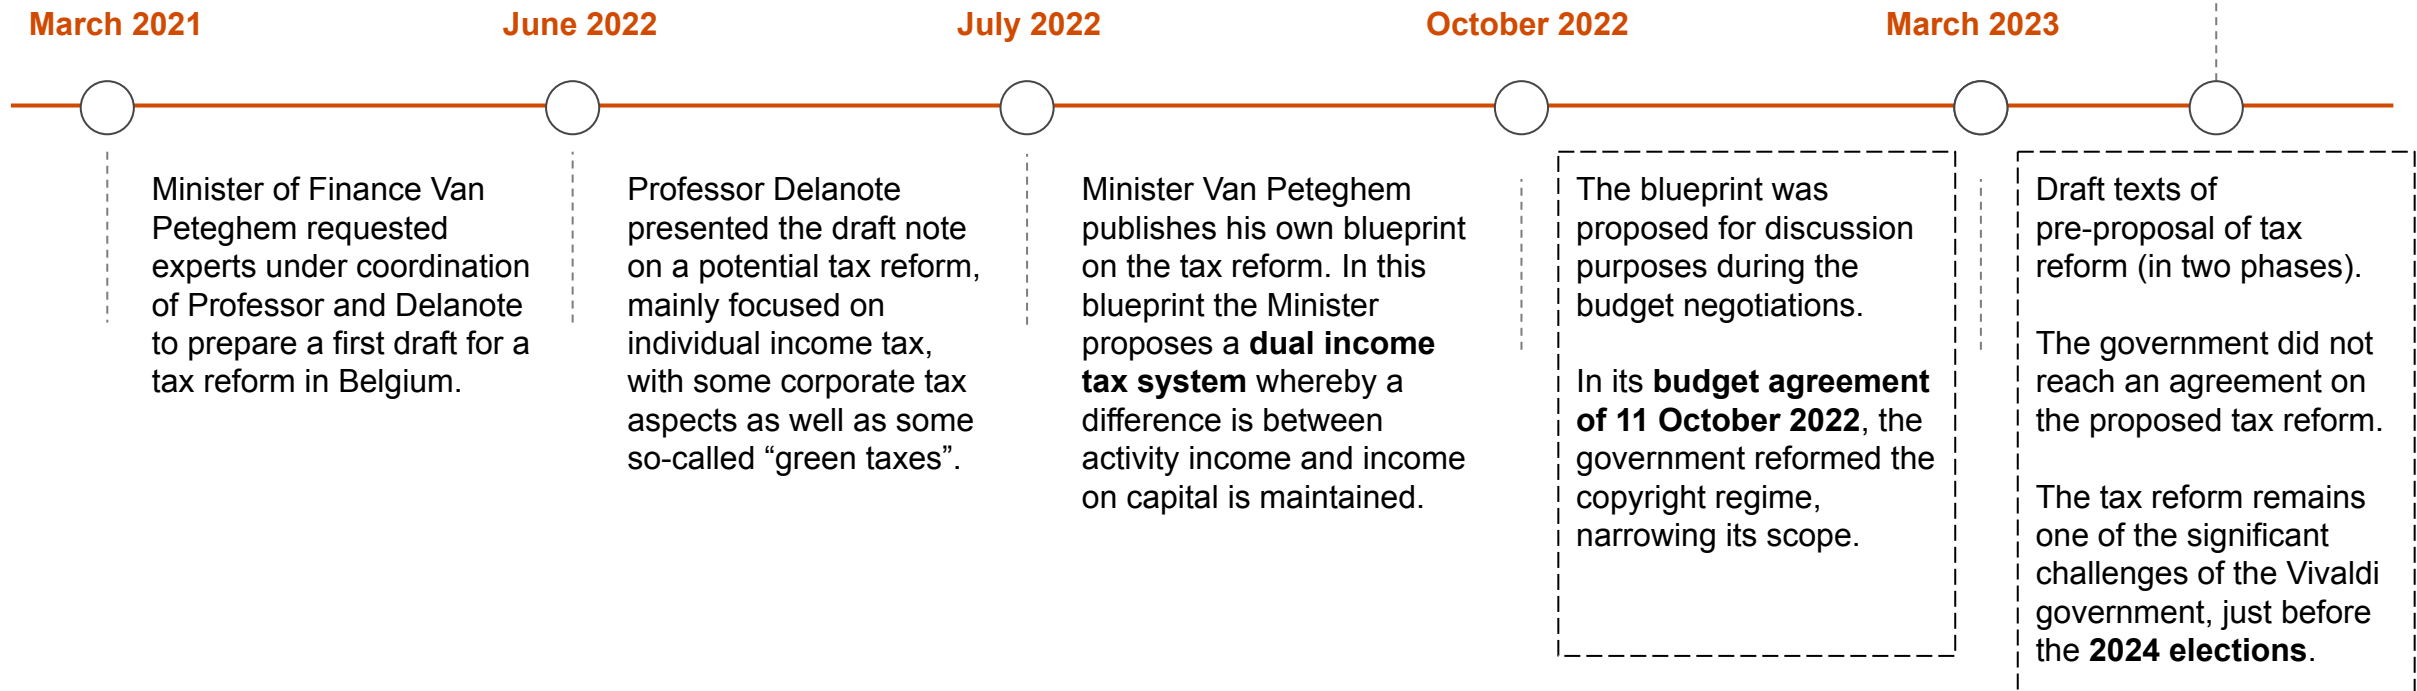 March 2021
Minister of Finance Van
Peteghem requested
experts under coordination
of Professor and Delanote
to prepare a first draft for a
tax reform in Belgium.
June 2022
Professor Delanote
presented the draft note
on a potential tax reform,
mainly focused on
individual income tax,
with some corporate tax
aspects as well as some
so-called “green taxes”.
July 2022
Minister Van Peteghem
publishes his own blueprint
on the tax reform. In this
blueprint the Minister
proposes a dual income
tax system whereby a
difference is between
activity income and income
on capital is maintained.
October 2022
The blueprint was
proposed for discussion
purposes during the
budget negotiations.
In its budget agreement
of 11 October 2022, the
government reformed the
copyright regime,
narrowing its scope.
March 2023
Draft texts of
pre-proposal of tax
reform (in two phases).
The government did not
reach an agreement on
the proposed tax reform.
The tax reform remains
one of the significant
challenges of the Vivaldi
government, just before
the 2024 elections.